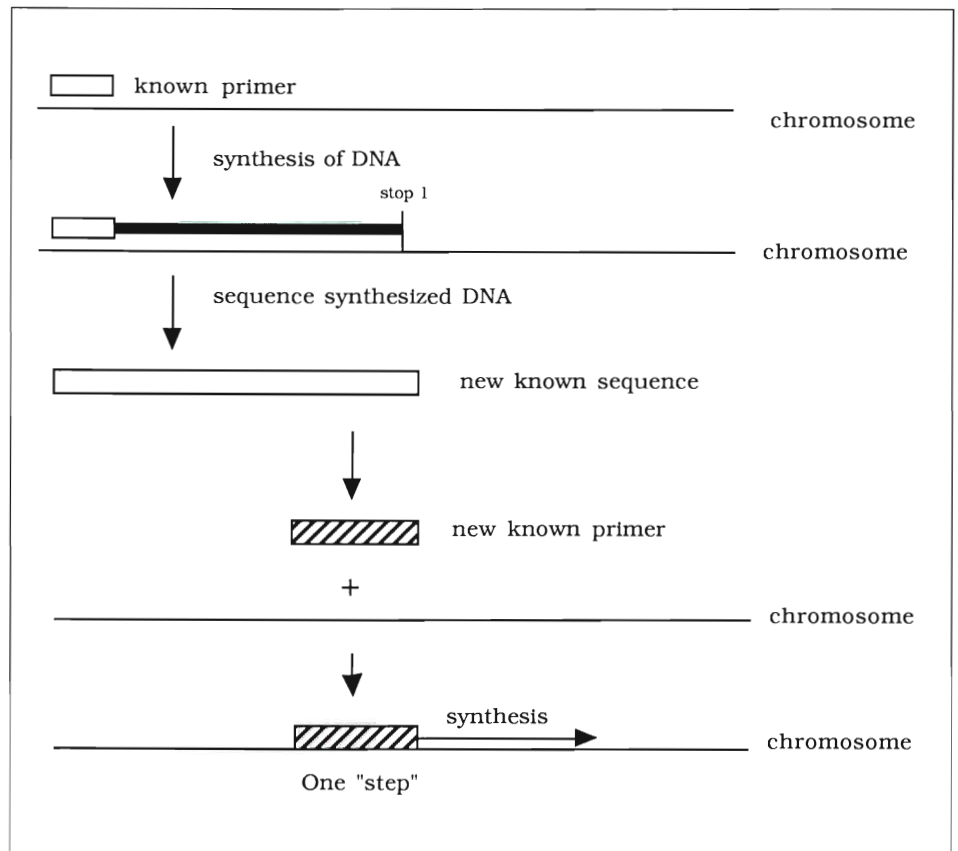 known primer
chromosome
synthesis of DNA
stop 1
chromosome
sequence synthesized DNA
new known sequence
new known primer
+
chromosome
synthesis
chromosome
One "step"